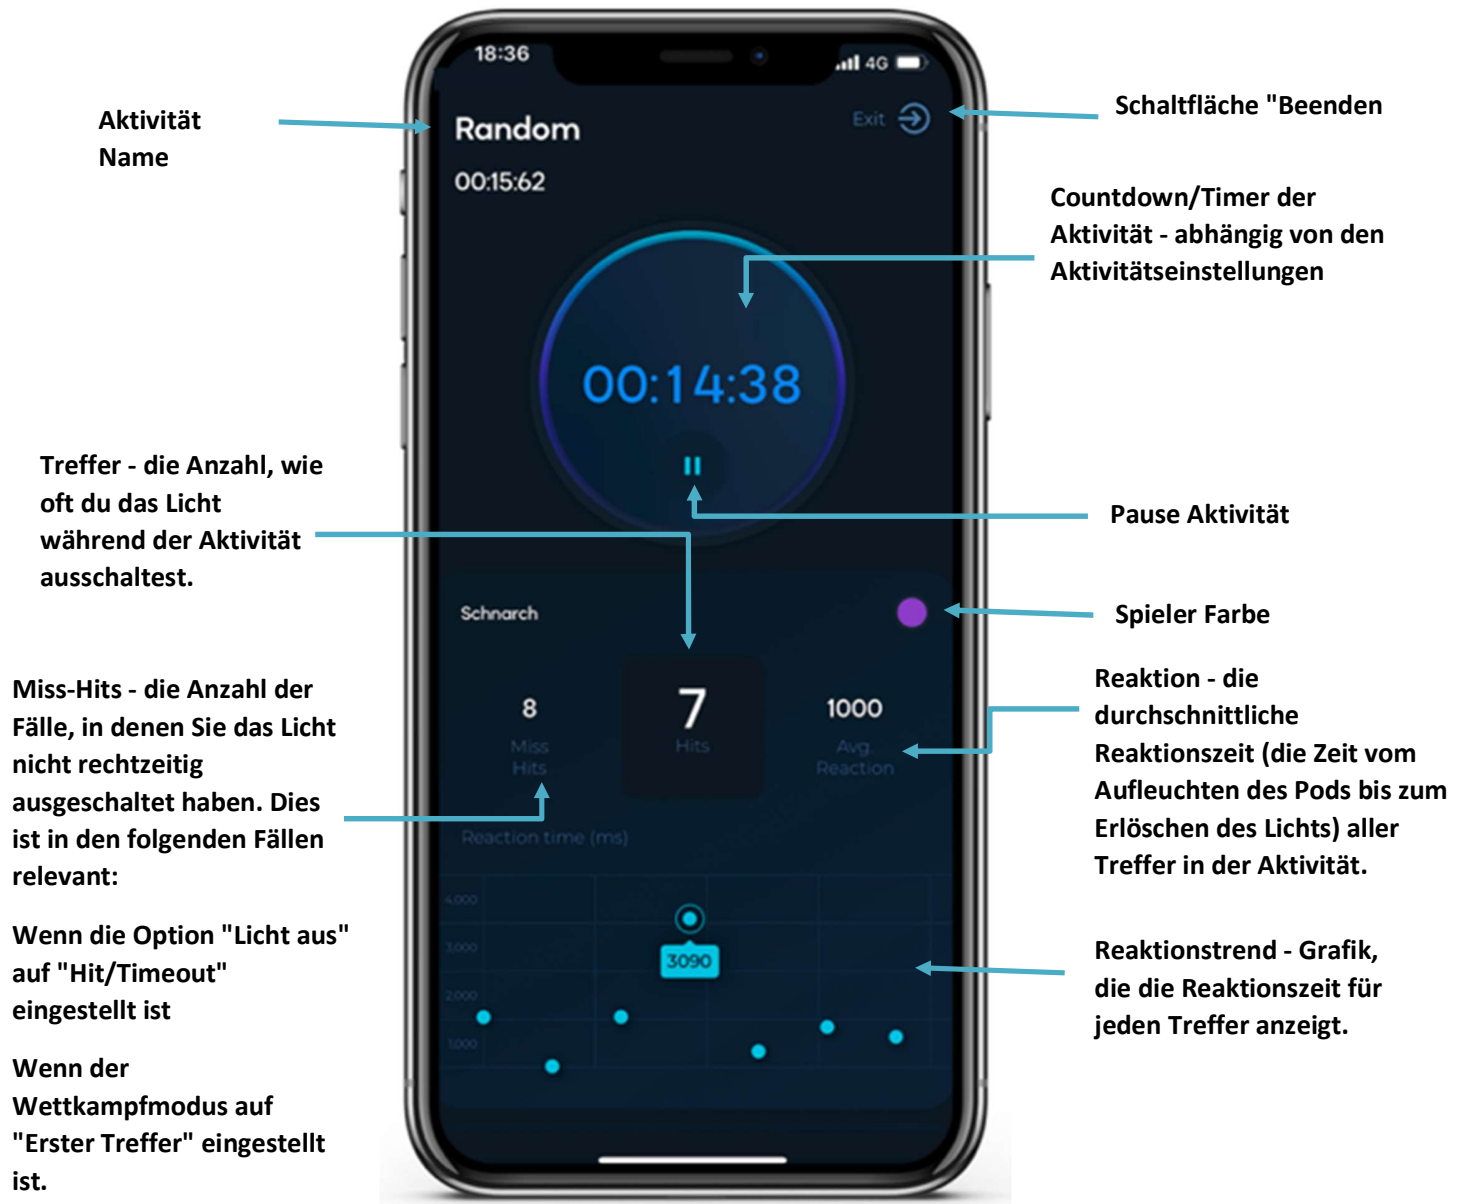 18:36
4G
Aktivität
Name
Random
Exit
Schaltfläche "Beenden
00:15:62
Countdown/Timer der
Aktivität - abhängig von den
Aktivitätseinstellungen
00:14:38
Treffer - die Anzahl, wie
oft du das Licht
während der Aktivität
ausschaltest.
Pause Aktivität
Schnarch
Spieler Farbe
Miss-Hits - die Anzahl der
Fälle, in denen Sie das Licht
nicht rechtzeitig
ausgeschaltet haben. Dies
ist in den folgenden Fällen
relevant:
8
Miss
Hits
7
Hits
1000
Avg.
Reaction
Reaktion - die
durchschnittliche
Reaktionszeit (die Zeit vom
Aufleuchten des Pods bis zum
Erlöschen des Lichts) aller
Treffer in der Aktivität.
Reaction time (ms)
4,000
3,000
2,000
1,000
3090
Wenn die Option "Licht aus"
auf "Hit/Timeout"
eingestellt ist
Reaktionstrend - Grafik,
die die Reaktionszeit für
jeden Treffer anzeigt.
Wenn der
Wettkampfmodus auf
"Erster Treffer" eingestellt
ist.